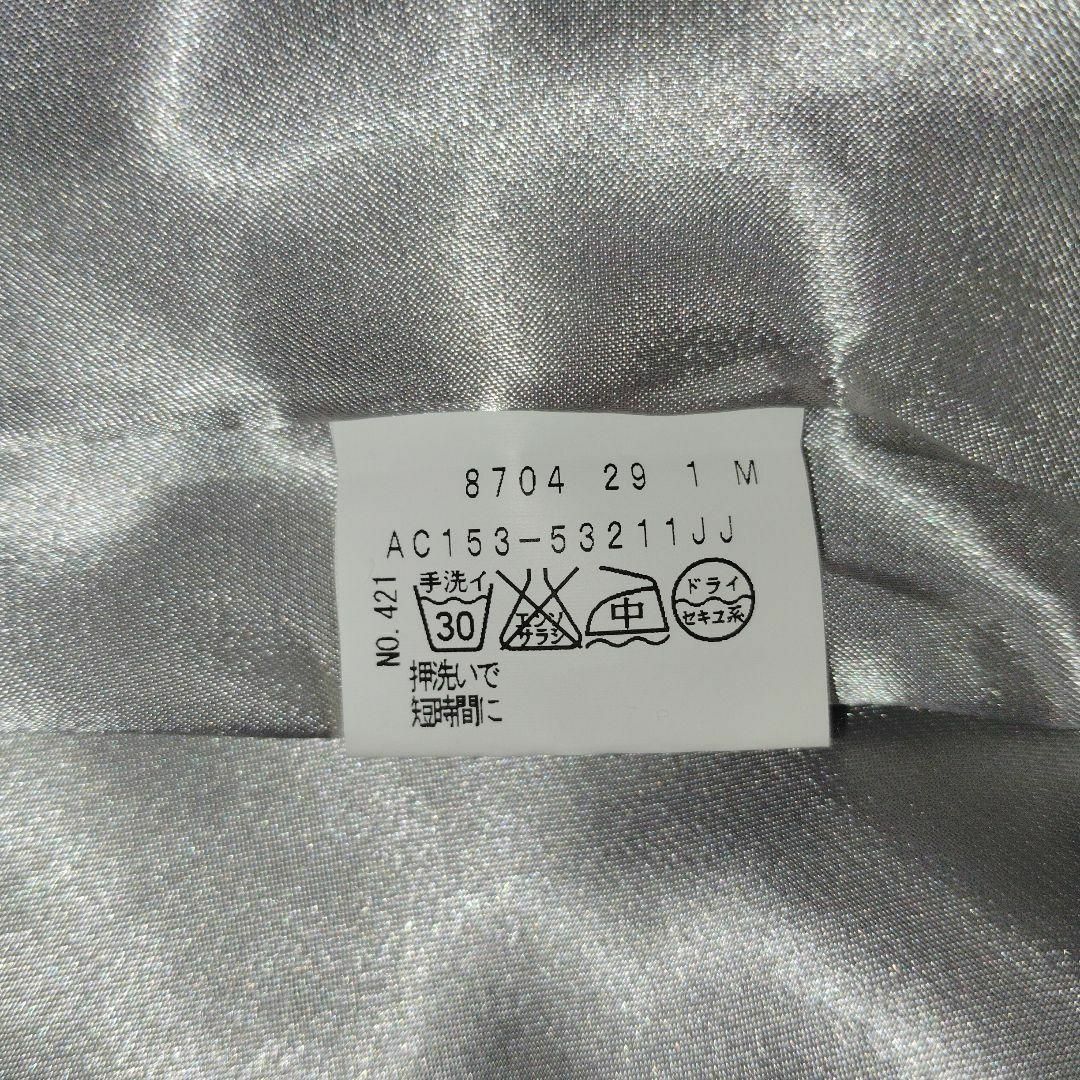 8704 29 1 M
AC153-53211JJ
NO. 421
手洗イ
30
エンソ
サラシ
中
ドライ
セキユ系
押洗いで
短時間に